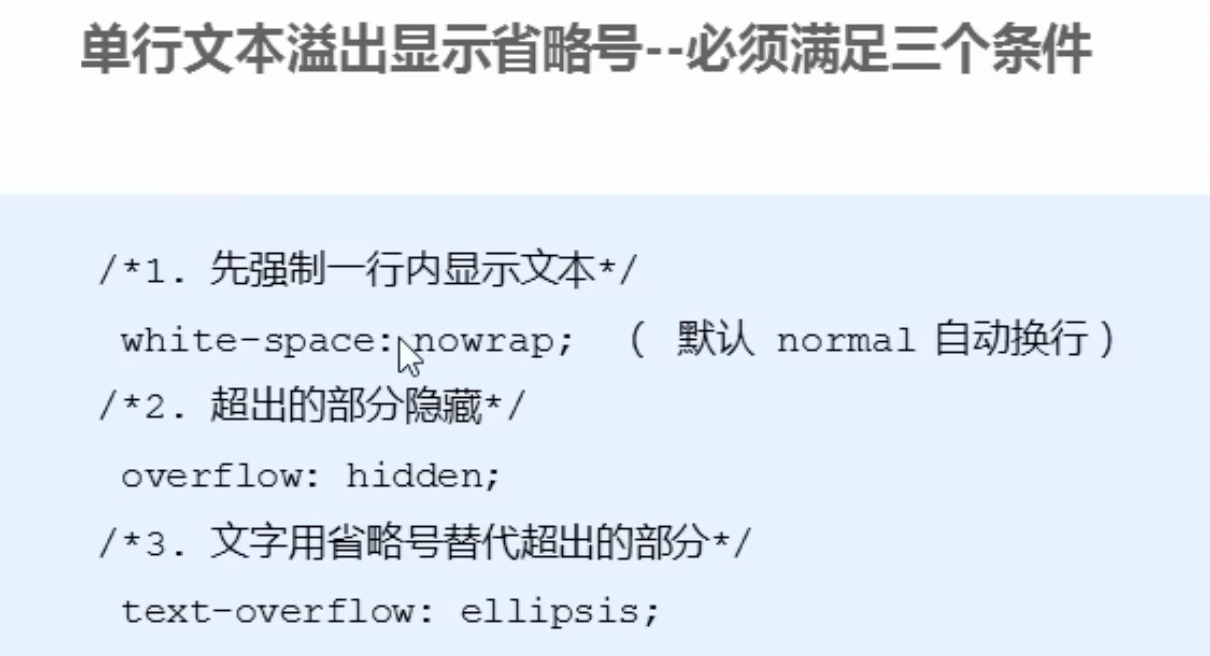 单行文本溢出显示省略号--必须满足三个条件
/*1. 先强制一行内显示文本*/
white-space: nowrap; （ 默认 normal 自动换行）
/*2. 超出的部分隐藏*/
overflow: hidden;
/*3. 文字用省略号替代超出的部分*/
text-overflow: ellipsis;